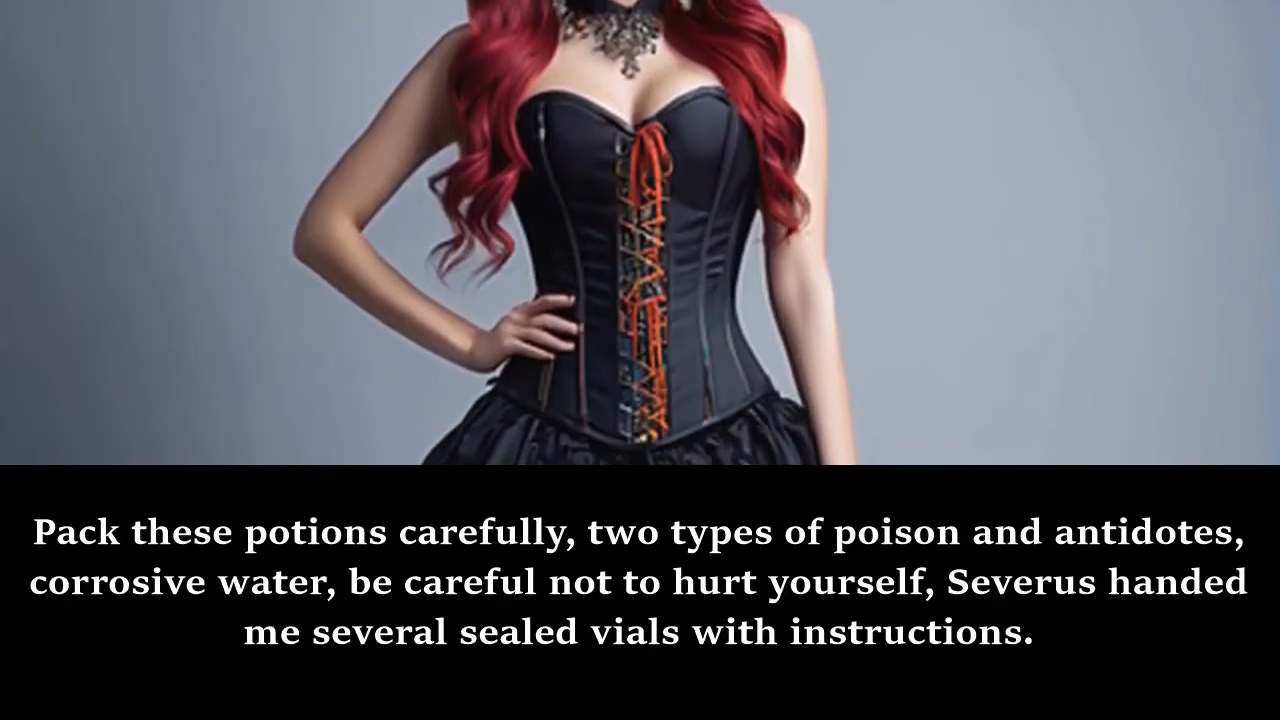 Pack these potions carefully, two types of poison and antidotes,
corrosive water, be careful not to hurt yourself, Severus handed
me several sealed vials with instructions.